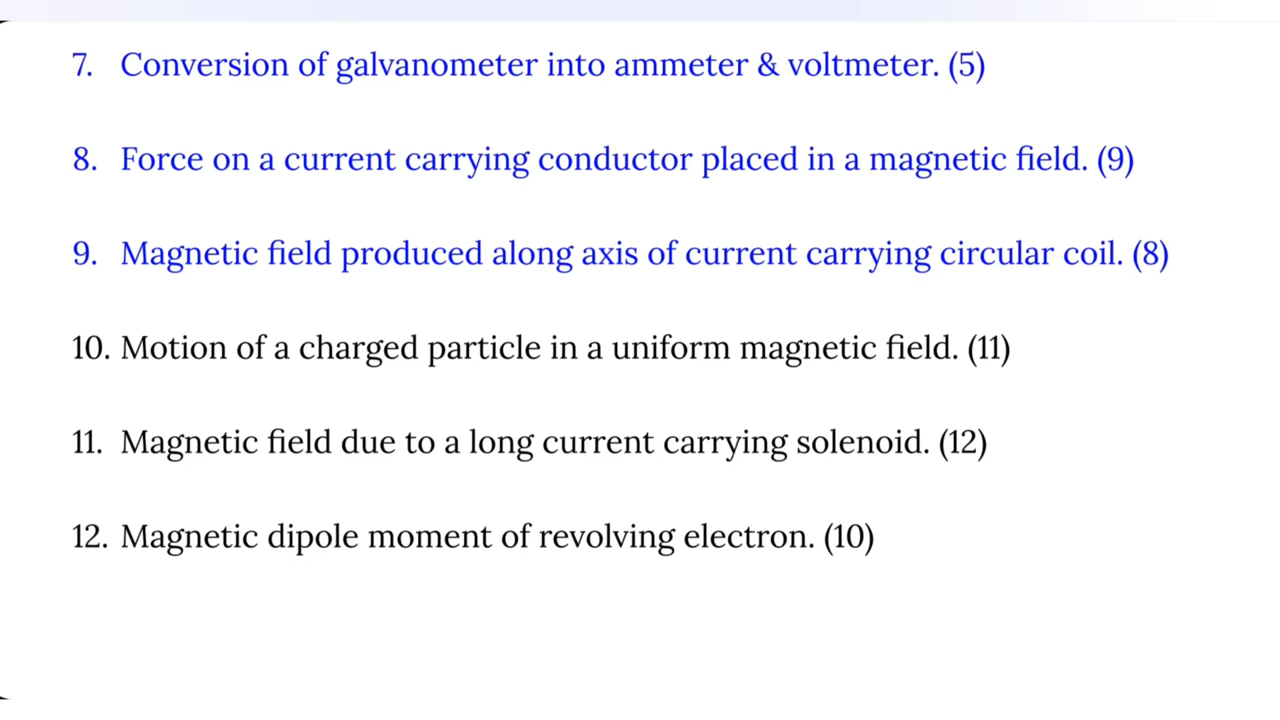 7. Conversion of galvanometer into ammeter & voltmeter. (5)
8. Force on a current carrying conductor placed in a magnetic field. (9)
9. Magnetic field produced along axis of current carrying circular coil. (8)
10. Motion of a charged particle in a uniform magnetic field. (11)
11. Magnetic field due to a long current carrying solenoid. (12)
12. Magnetic dipole moment of revolving electron. (10)